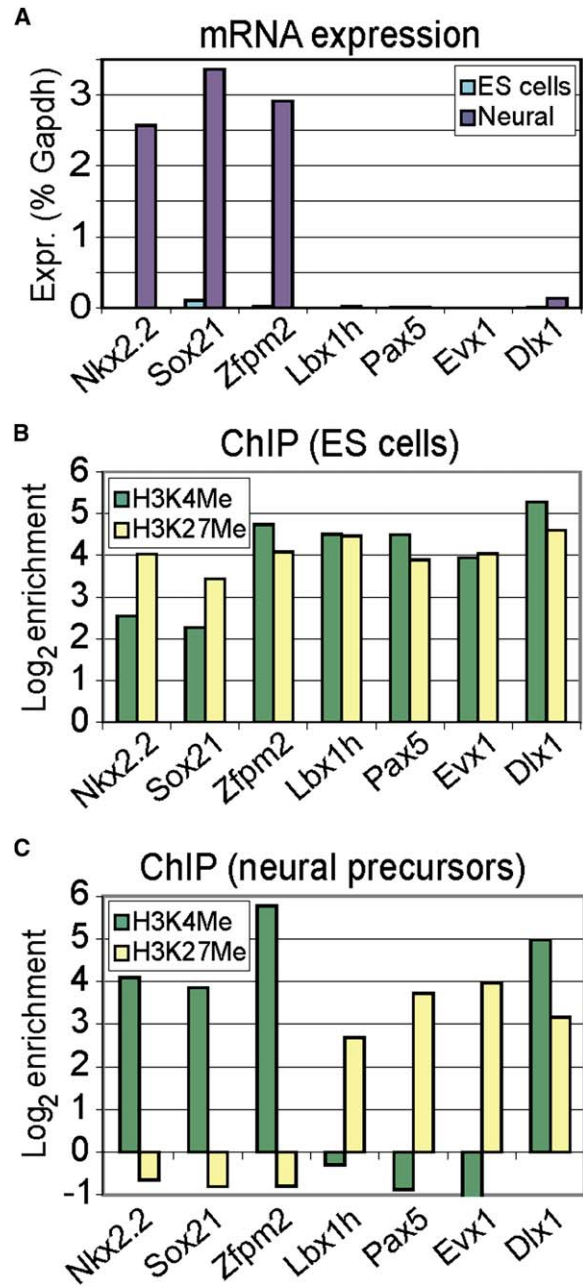 A
mRNA expression
Expr. (% Gapdh)
3
2
1
0
ES cells
Neural
Nkx2.2
Sox21
Zfpm2
Lbx1h
Pax5
Evx1
Dlx1
B
ChIP (ES cells)
Log2 enrichment
6
5
4
3
2
1
0
H3K4Me
H3K27Me
Nkx2.2
Sox21
Zfpm2
Lbx1h
Pax5
Evx1
Dlx1
C
ChIP (neural precursors)
Log2 enrichment
6
5
4
3
2
1
0
-1
H3K4Me
H3K27Me
Nkx2.2
Sox21
Zfpm2
Lbx1h
Pax5
Evx1
Dlx1